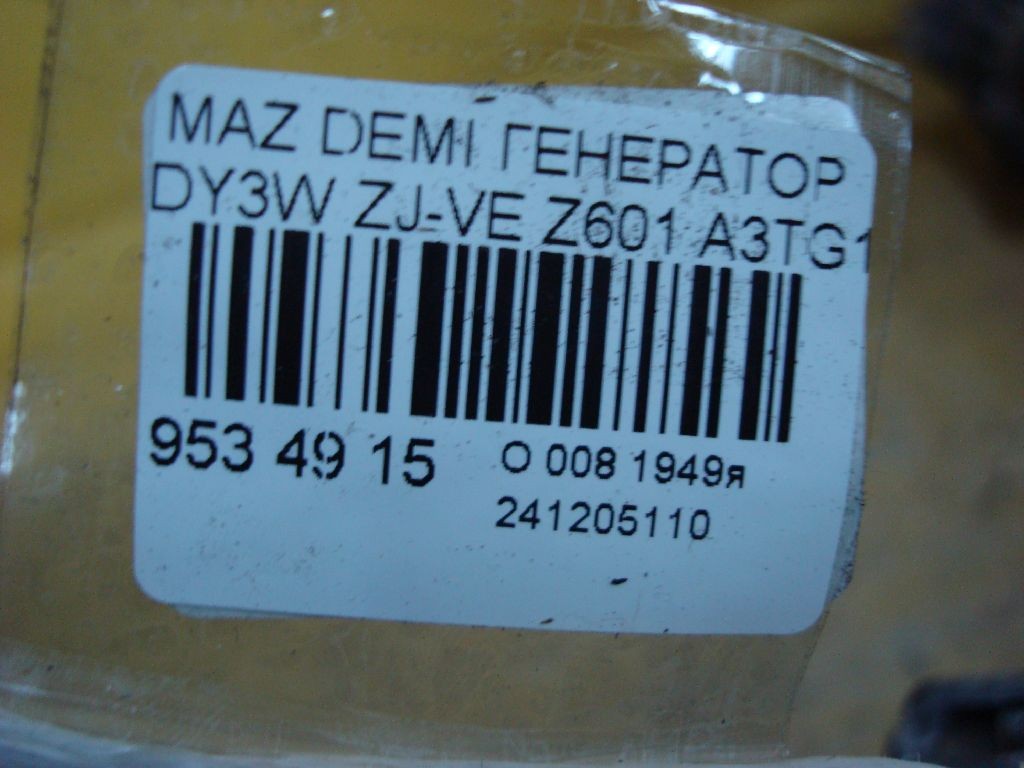 MAZ DEMI ГЕНЕРАТОР
DY3W ZJ-VE Z601 A3TG1
953 49 15
O 008 1949я
241205110